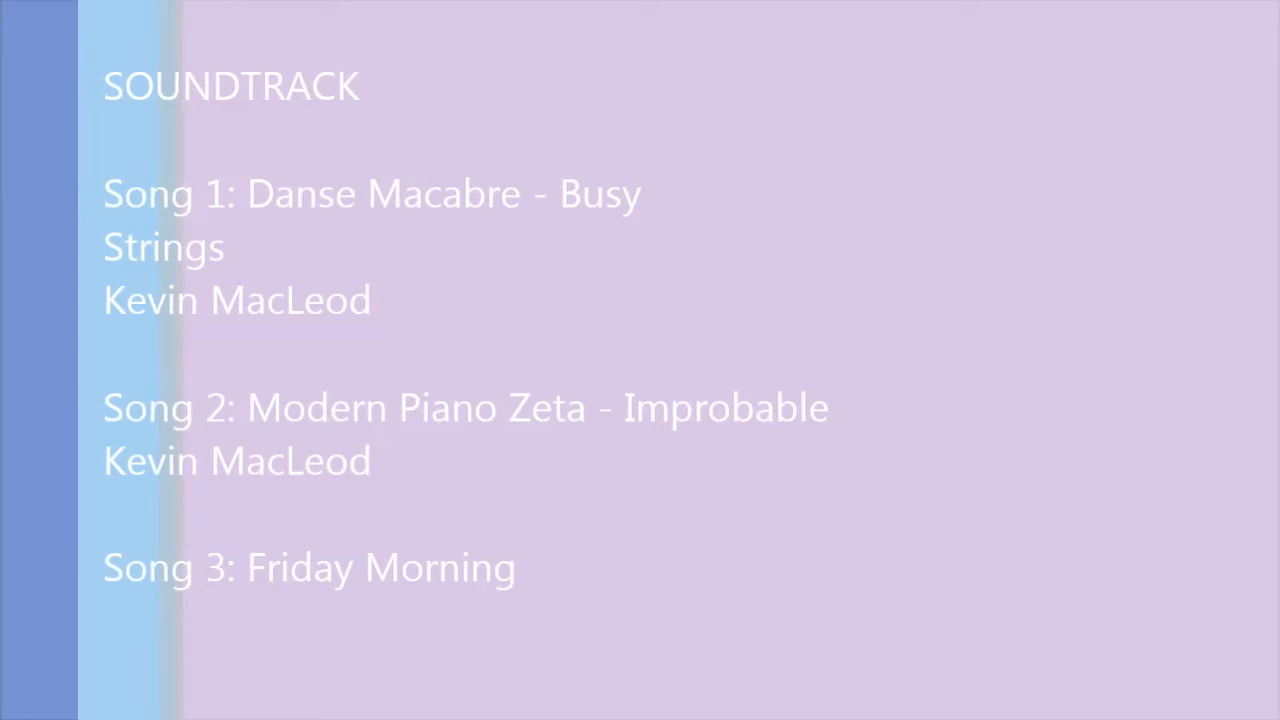 SOUNDTRACK
Song 1: Danse Macabre - Busy
Strings
Kevin MacLeod
Song 2: Modern Piano Zeta - Improbable
Kevin MacLeod
Song 3: Friday Morning